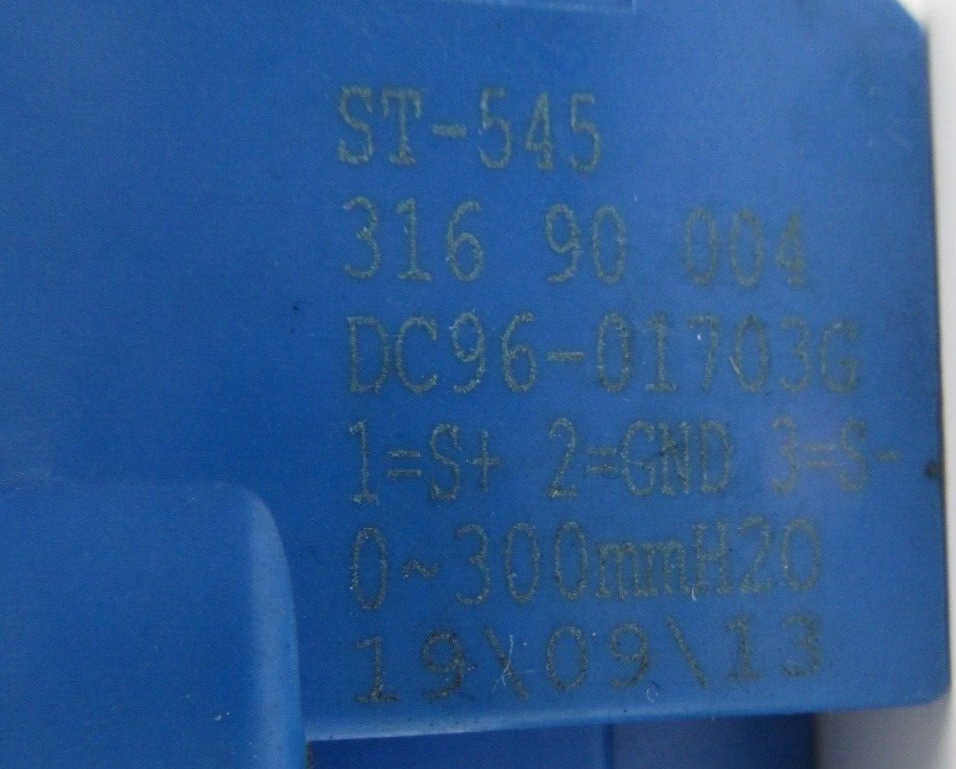 ST-545
316 90 004
DC96-01703G
1=S+ 2=GND 3=S-
0~300mmH2O
19\09\13